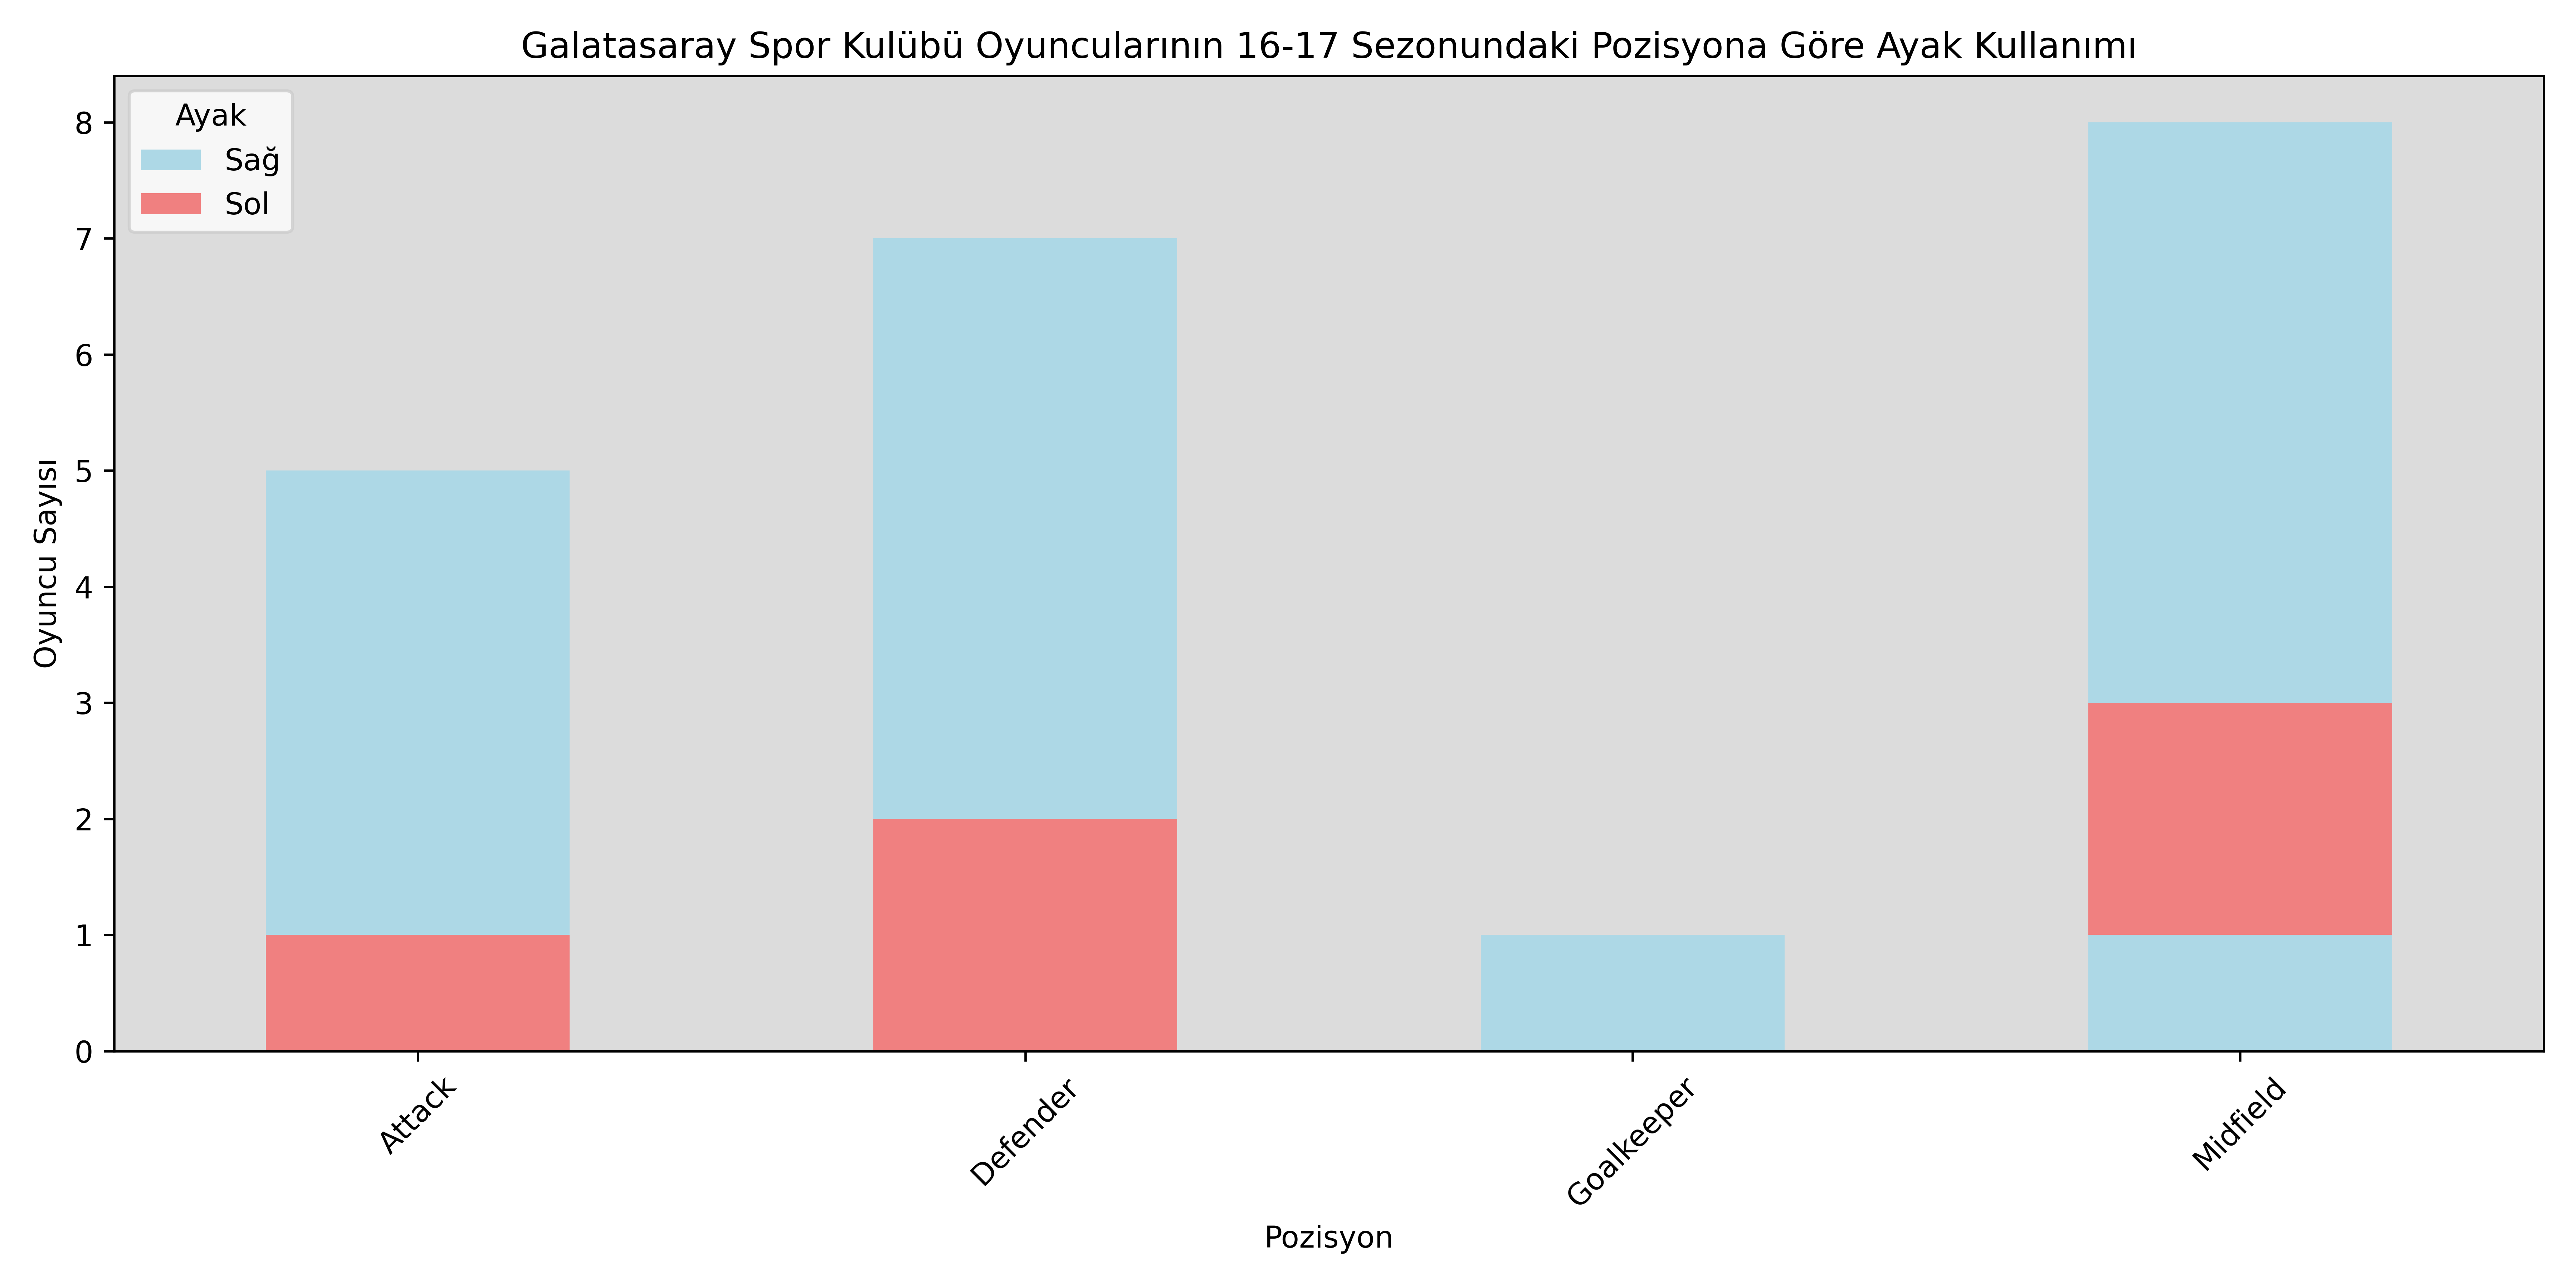 Galatasaray Spor Kulübü Oyuncularının 16-17 Sezonundaki Pozisyona Göre Ayak Kullanımı
Ayak
Sağ
Sol
8
7
6
5
4
3
2
1
0
Oyuncu Sayısı
Attack
Defender
Goalkeeper
Midfield
Pozisyon